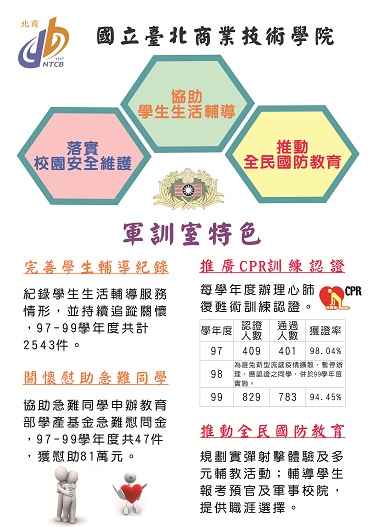 北商
NTCB
國立臺北商業技術學院
協助
學生生活輔導
落實
校園安全維護
推動
全民國防教育
軍訓室特色
完善學生輔導紀錄
紀錄學生生活輔導服務
情形，並持續追蹤關懷
，97-99學年度共計
2543件。
關懷慰助急難同學
協助急難同學申辦教育
部學產基金急難慰問金
，97-99學年度共47件
，獲慰助81萬元。
推廣CPR訓練認證
每學年度辦理心肺
復甦術訓練認證。
CPR
學年度 認證人數 通過人數 獲證率
97 409 401 98.04%
98 為避免新型流感疫情擴散，暫停辦
理，應認證之同學，併於99學年度
實施。
99 829 783 94.45%
推動全民國防教育
規劃實彈射擊體驗及多
元輔教活動；輔導學生
報考預官及軍事校院，
提供職涯選擇。